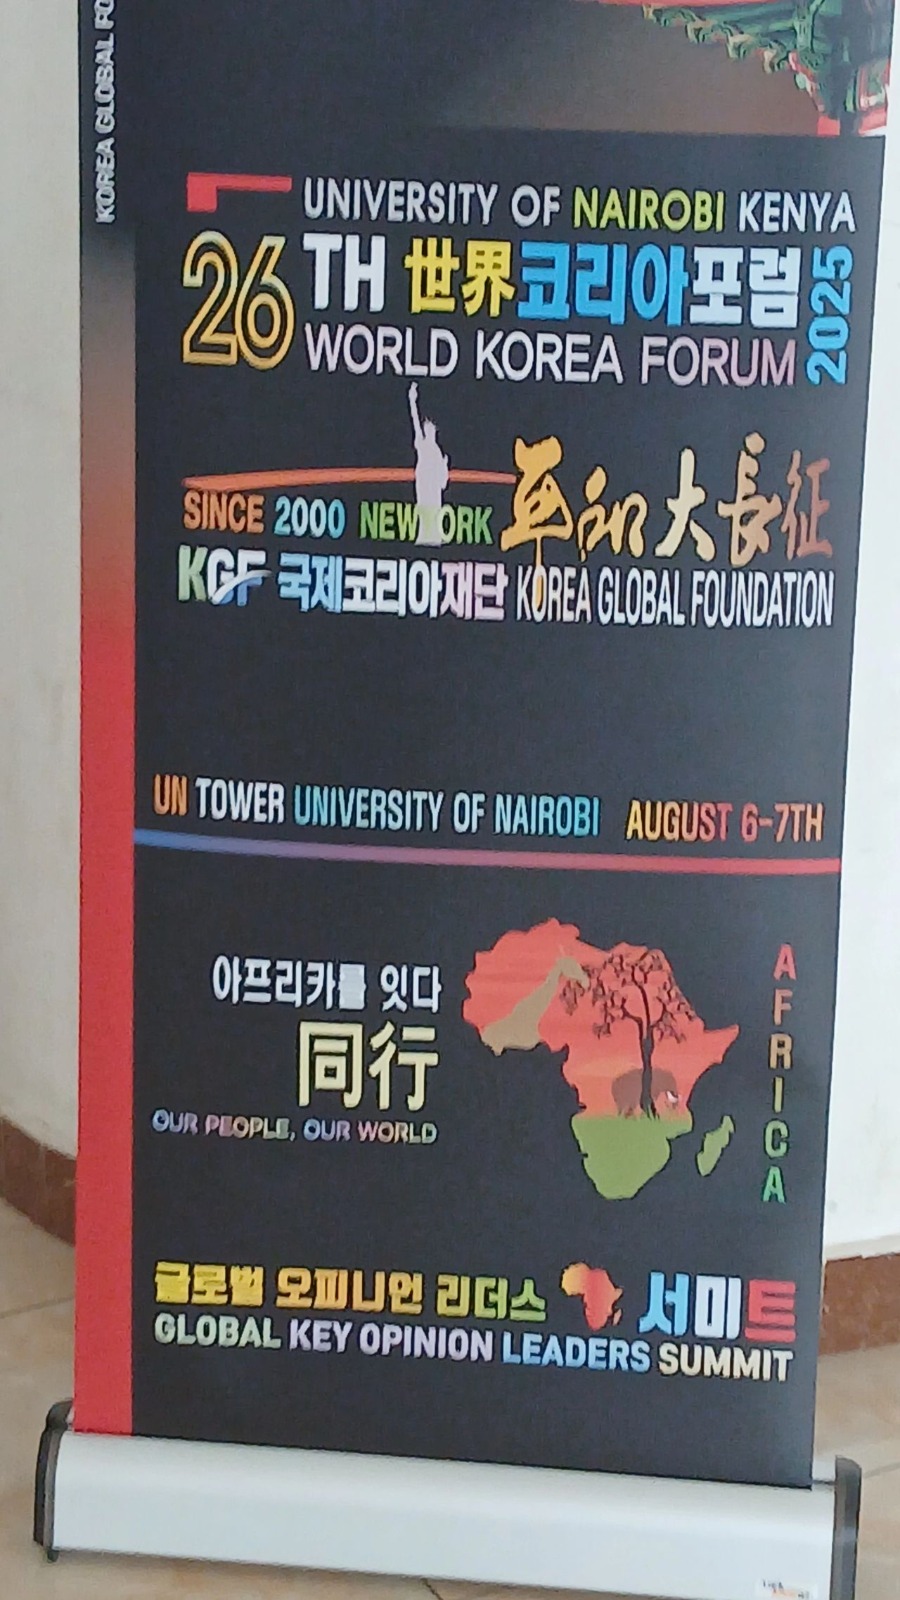 KOREA GLOBAL FO
UNIVERSITY OF NAIROBI KENYA
26TH 世界코리아포럼 2025
WORLD KOREA FORUM
SINCE 2000 NEWYORK 平和大長征
KGF 국제코리아재단 KOREA GLOBAL FOUNDATION
UN TOWER UNIVERSITY OF NAIROBI AUGUST 6-7TH
아프리카를 잇다
同行
OUR PEOPLE, OUR WORLD
AFRICA
글로벌 오피니언 리더스 서미트
GLOBAL KEY OPINION LEADERS SUMMIT